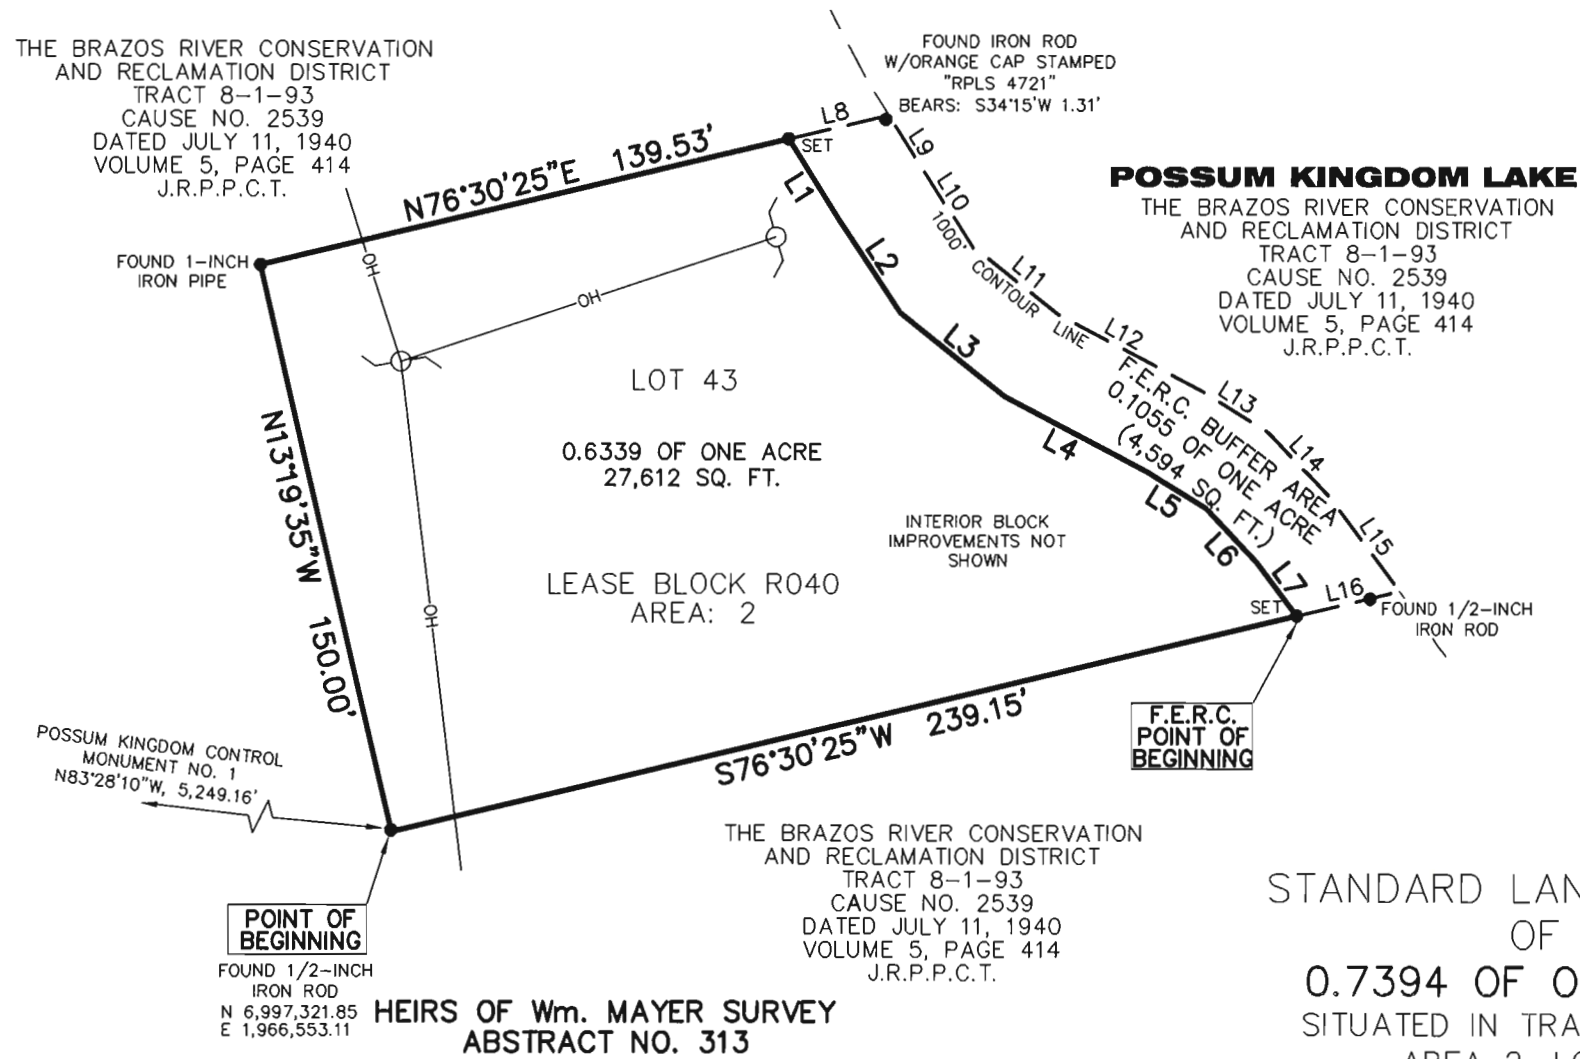 THE BRAZOS RIVER CONSERVATION
AND RECLAMATION DISTRICT
TRACT 8-1-93
CAUSE NO. 2539
DATED JULY 11, 1940
VOLUME 5, PAGE 414
J.R.P.P.C.T.
FOUND IRON ROD
W/ORANGE CAP STAMPED
"RPLS 4721"
BEARS: S34°15'W 1.31'
L8
SET
L9
L10
1000'
CONTOUR
LINE
L11
L12
L13
L14
L15
L16
POSSUM KINGDOM LAKE
THE BRAZOS RIVER CONSERVATION
AND RECLAMATION DISTRICT
TRACT 8-1-93
CAUSE NO. 2539
DATED JULY 11, 1940
VOLUME 5, PAGE 414
J.R.P.P.C.T.
N76°30'25"E 139.53'
FOUND 1-INCH
IRON PIPE
OH
OH
OH
L1
L2
L3
L4
L5
L6
L7
F.E.R.C. BUFFER AREA
0.1055 OF ONE ACRE
(4,594 SQ. FT.)
LOT 43
0.6339 OF ONE ACRE
27,612 SQ. FT.
INTERIOR BLOCK
IMPROVEMENTS NOT
SHOWN
LEASE BLOCK R040
AREA: 2
N13°19'35"W 150.00'
SET
FOUND 1/2-INCH
IRON ROD
S76°30'25"W 239.15'
F.E.R.C.
POINT OF
BEGINNING
POSSUM KINGDOM CONTROL
MONUMENT NO. 1
N83°28'10"W, 5,249.16'
POINT OF
BEGINNING
FOUND 1/2-INCH
IRON ROD
N 6,997,321.85
E 1,966,553.11
THE BRAZOS RIVER CONSERVATION
AND RECLAMATION DISTRICT
TRACT 8-1-93
CAUSE NO. 2539
DATED JULY 11, 1940
VOLUME 5, PAGE 414
J.R.P.P.C.T.
HEIRS OF Wm. MAYER SURVEY
ABSTRACT NO. 313
STANDARD LAN
OF
0.7394 OF O
SITUATED IN TRA